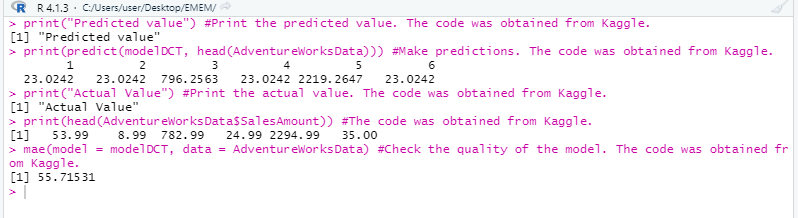 R 4.1.3 · C:/Users/user/Desktop/EMEM/
> print("Predicted value") #Print the predicted value. The code was obtained from Kaggle.
[1] "Predicted value"
> print(predict(modelDCT, head(AdventureWorksData))) #Make predictions. The code was obtained from Kaggle.
1 2 3 4 5 6
23.0242 23.0242 796.2563 23.0242 2219.2647 23.0242
> print("Actual Value") #Print the actual value. The code was obtained from Kaggle.
[1] "Actual Value"
> print(head(AdventureWorksData$SalesAmount)) #The code was obtained from Kaggle.
[1] 53.99 8.99 782.99 24.99 2294.99 35.00
> mae(model = modelDCT, data = AdventureWorksData) #Check the quality of the model. The code was obtained fr
om Kaggle.
[1] 55.71531
>